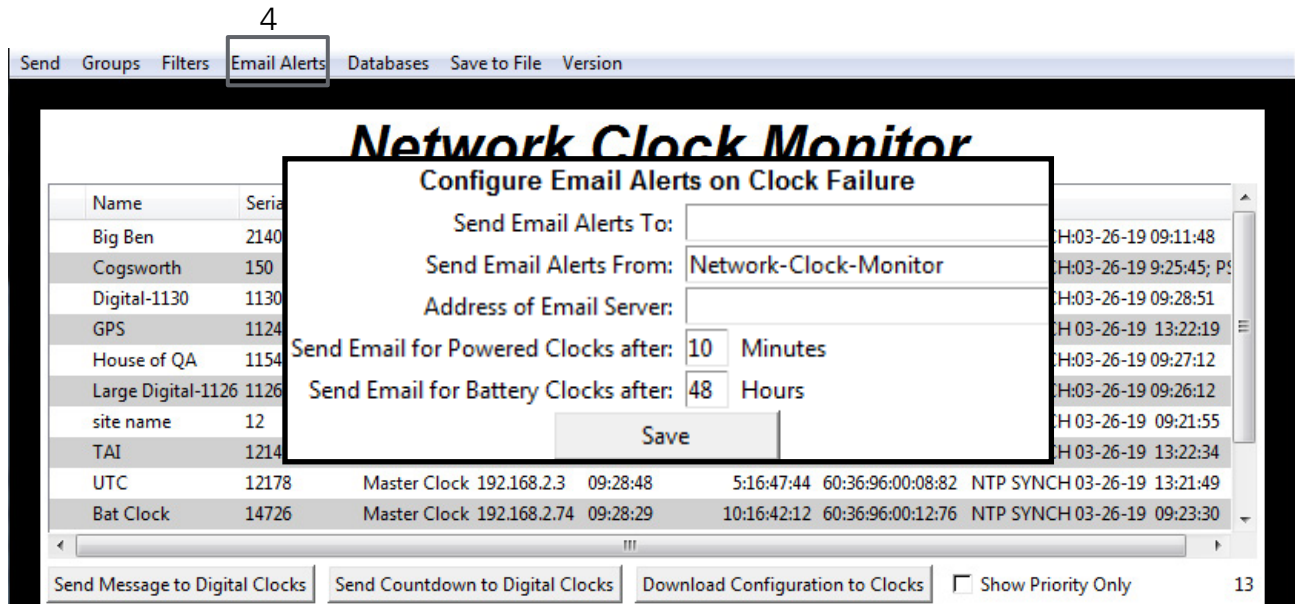 4
Send Groups Filters Email Alerts Databases Save to File Version
Network Clock Monitor
Configure Email Alerts on Clock Failure
Send Email Alerts To:
Send Email Alerts From: Network-Clock-Monitor
Address of Email Server:
Send Email for Powered Clocks after: 10 Minutes
Send Email for Battery Clocks after: 48 Hours
Save
Name Seria
Big Ben 2140 CH:03-26-19 09:11:48
Cogsworth 150 CH:03-26-19 9:25:45; PS
Digital-1130 1130 CH:03-26-19 09:28:51
GPS 1124 CH 03-26-19 13:22:19
House of QA 1154 CH:03-26-19 09:27:12
Large Digital-1126 1126 CH:03-26-19 09:26:12
site name 12 CH 03-26-19 09:21:55
TAI 1214 CH 03-26-19 13:22:34
UTC 12178 Master Clock 192.168.2.3 09:28:48 5:16:47:44 60:36:96:00:08:82 NTP SYNCH 03-26-19 13:21:49
Bat Clock 14726 Master Clock 192.168.2.74 09:28:29 10:16:42:12 60:36:96:00:12:76 NTP SYNCH 03-26-19 09:23:30
Send Message to Digital Clocks Send Countdown to Digital Clocks Download Configuration to Clocks Show Priority Only 13